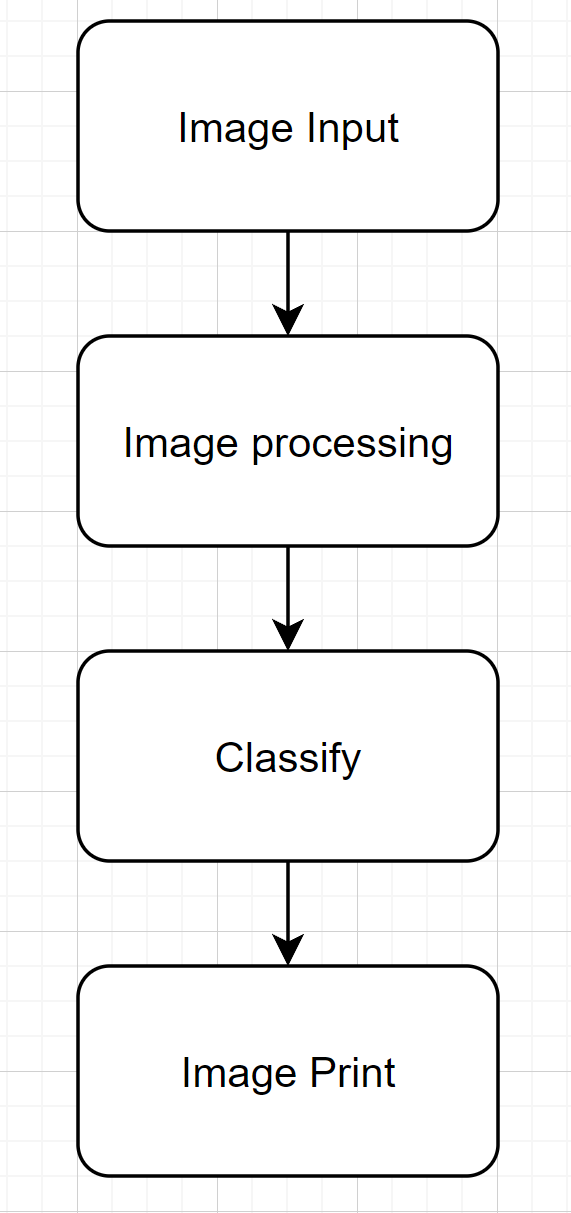 Image Input
Image processing
Classify
Image Print